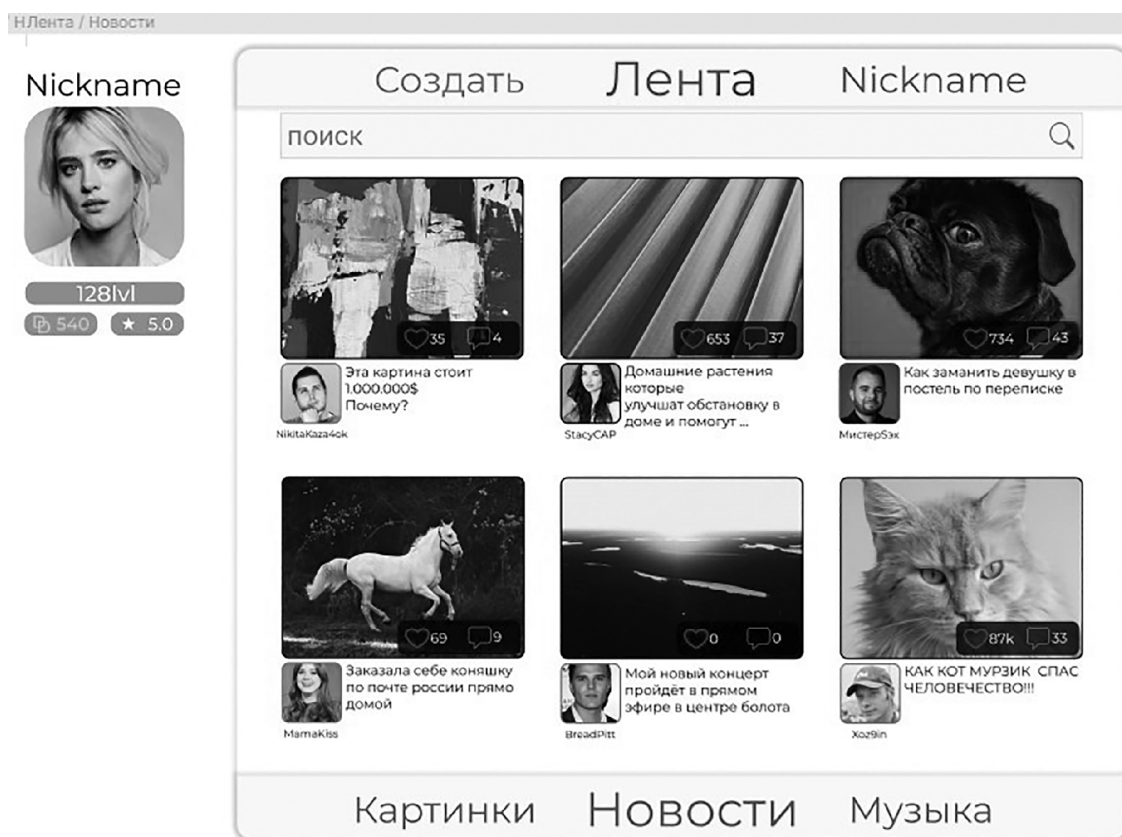 НЛента / Новости
Nickname
128lvl
540
5.0
Создать
Лента
Nickname
поиск
35
4
Эта картина стоит
1.000.000$
Почему?
NikitaKaza4ok
653
37
Домашние растения
которые
улучшат обстановку в
доме и помогут ...
StacyCAP
734
43
Как заманить девушку в
постель по переписке
Мистер5эх
69
9
Заказала себе коняшку
по почте россии прямо
домой
MamaKiss
0
0
Мой новый концерт
пройдёт в прямом
эфире в центре болота
BreadPitt
87k
33
КАК КОТ МУРЗИК СПАС
ЧЕЛОВЕЧЕСТВО!!!
Xoz9in
Картинки
Новости
Музыка